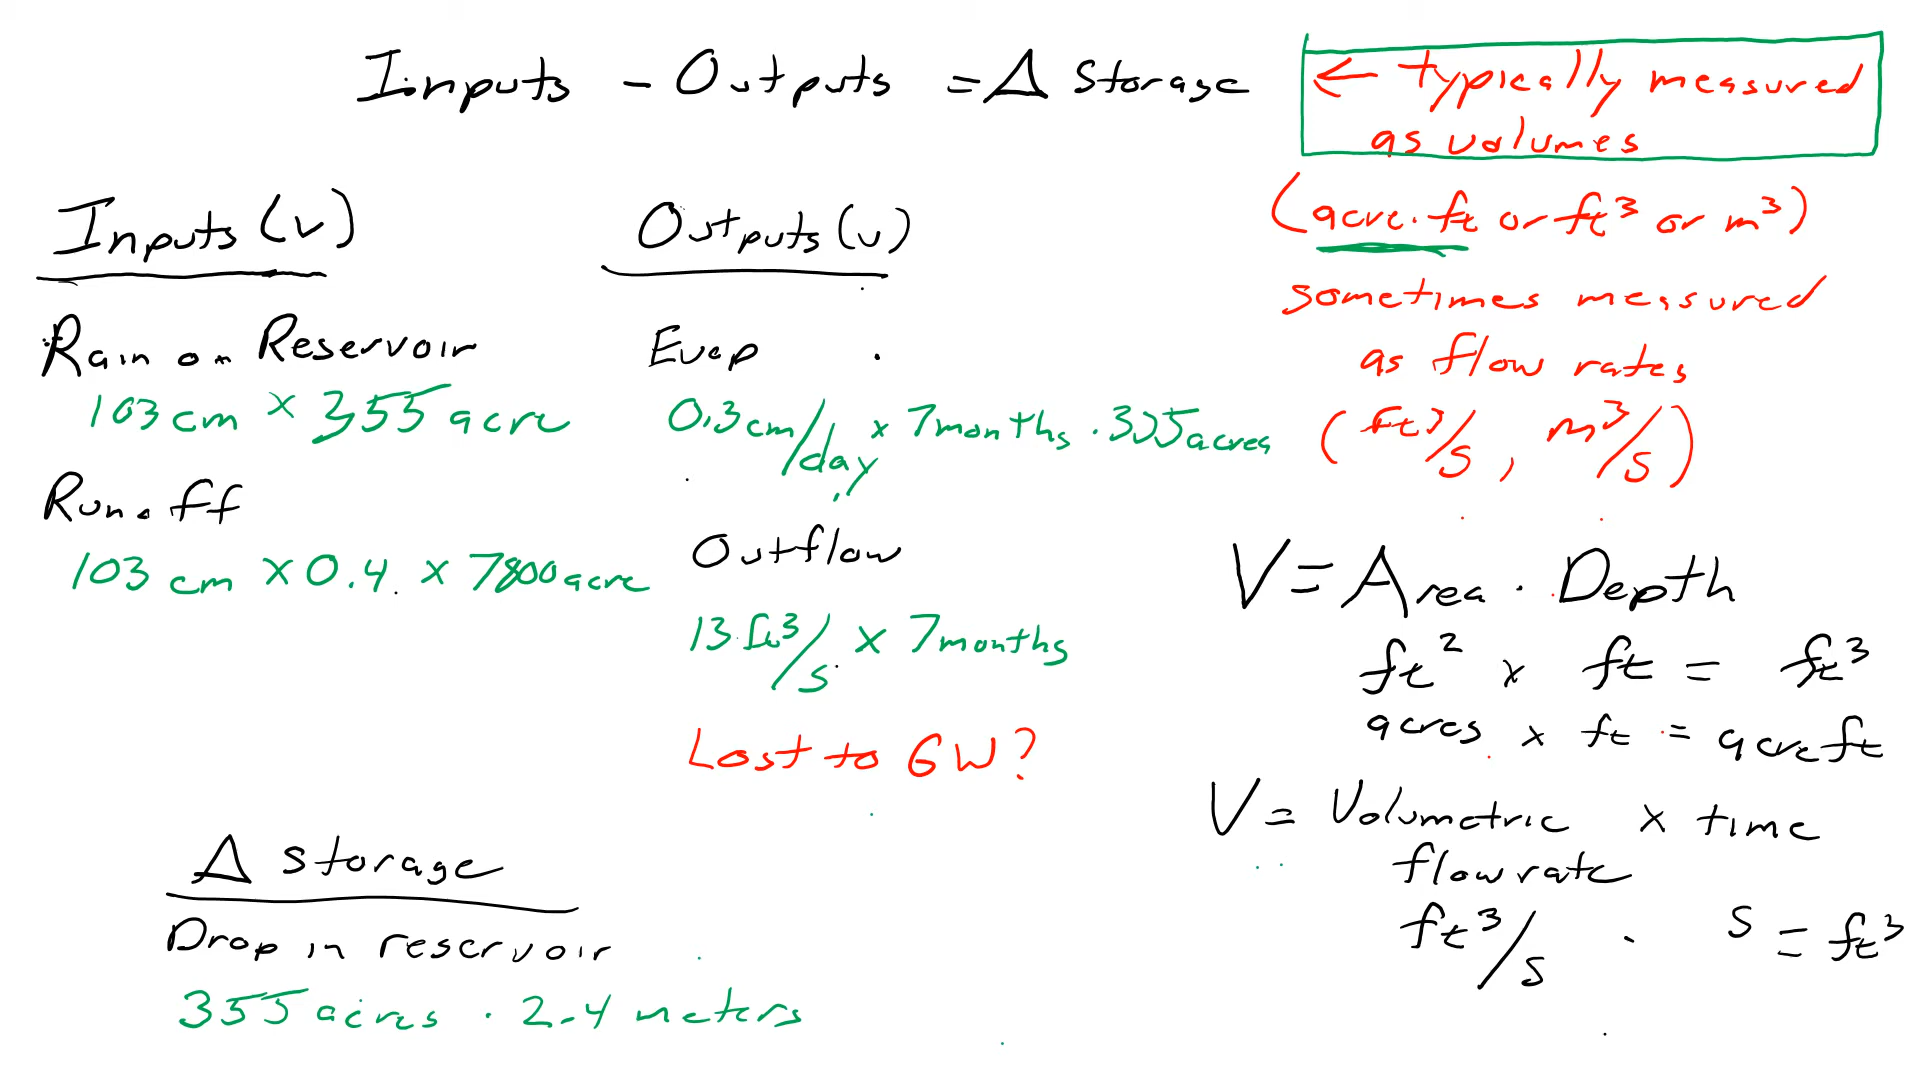 Inputs - Outputs = Δ Storage
← typically measured
as volumes
(acre·ft or ft³ or m³)
sometimes measured
as flow rates
(ft³/s, m³/s)
Inputs (v)
Rain on Reservoir
103 cm × 355 acre
Runoff
103 cm × 0.4 × 7800 acre
Outputs (v)
Evap
0.3 cm/day × 7 months · 355 acres
Outflow
13 ft³/s × 7 months
Lost to GW?
Δ storage
Drop in reservoir
355 acres · 2.4 meters
V = Area · Depth
ft² × ft = ft³
acres × ft = acre ft
V = Volumetric × time
flow rate
ft³/s · s = ft³